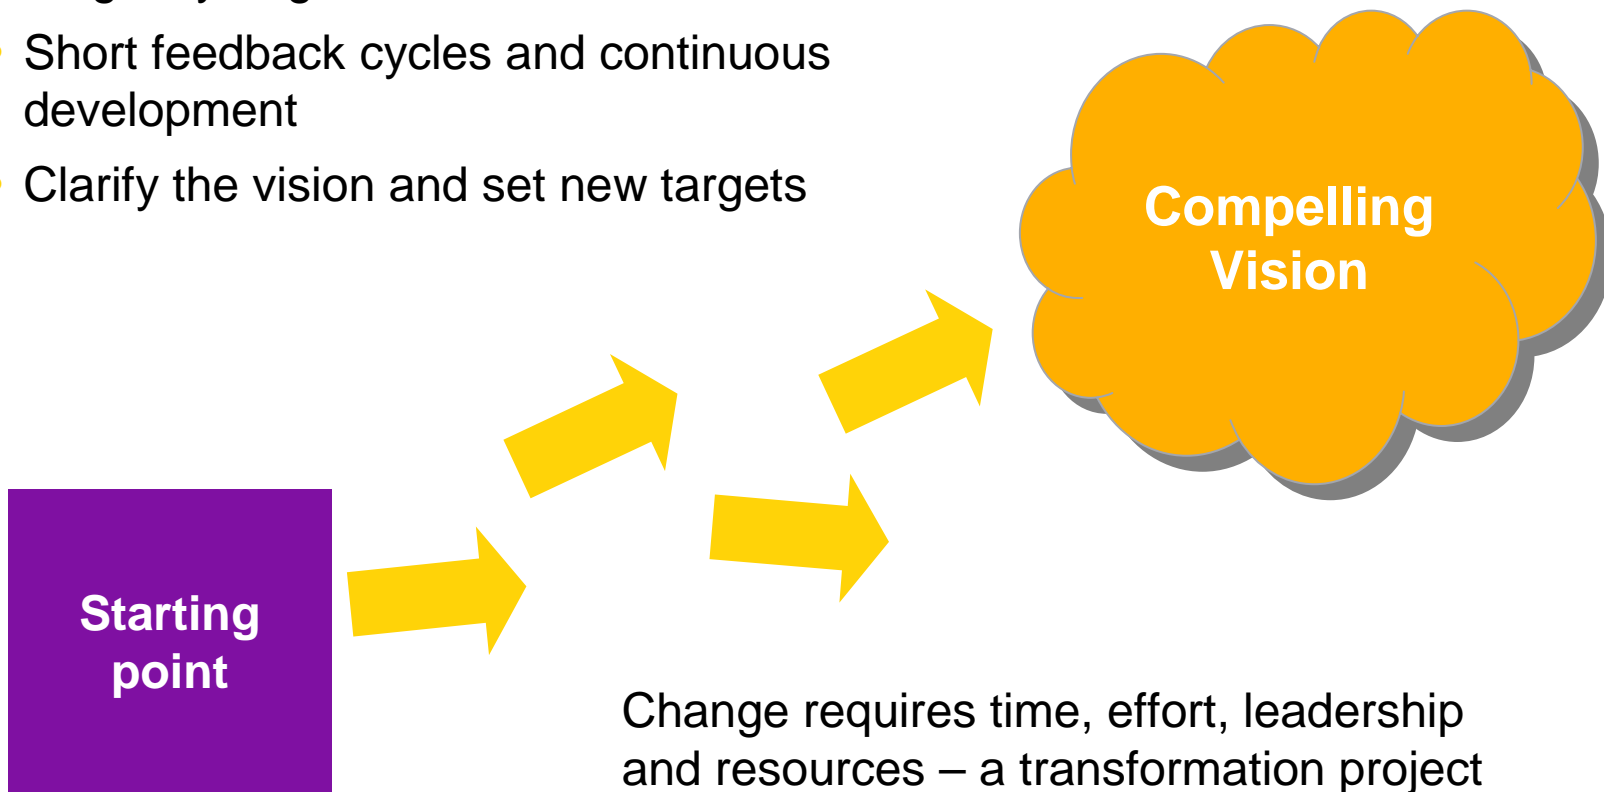 Short feedback cycles and continuous
development
Clarify the vision and set new targets
Compelling
Vision
Starting
point
Change requires time, effort, leadership
and resources – a transformation project